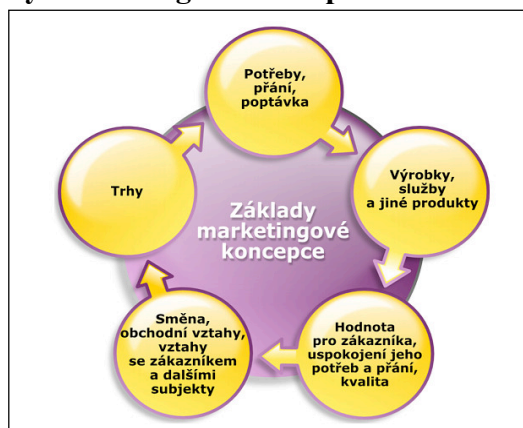 Potřeby,
přání,
poptávka
Výrobky,
služby
a jiné produkty
Trhy
Základy
marketingové
koncepce
Směna,
obchodní vztahy,
vztahy
se zákazníkem
a dalšími
subjekty
Hodnota
pro zákazníka,
uspokojení jeho
potřeb a přání,
kvalita